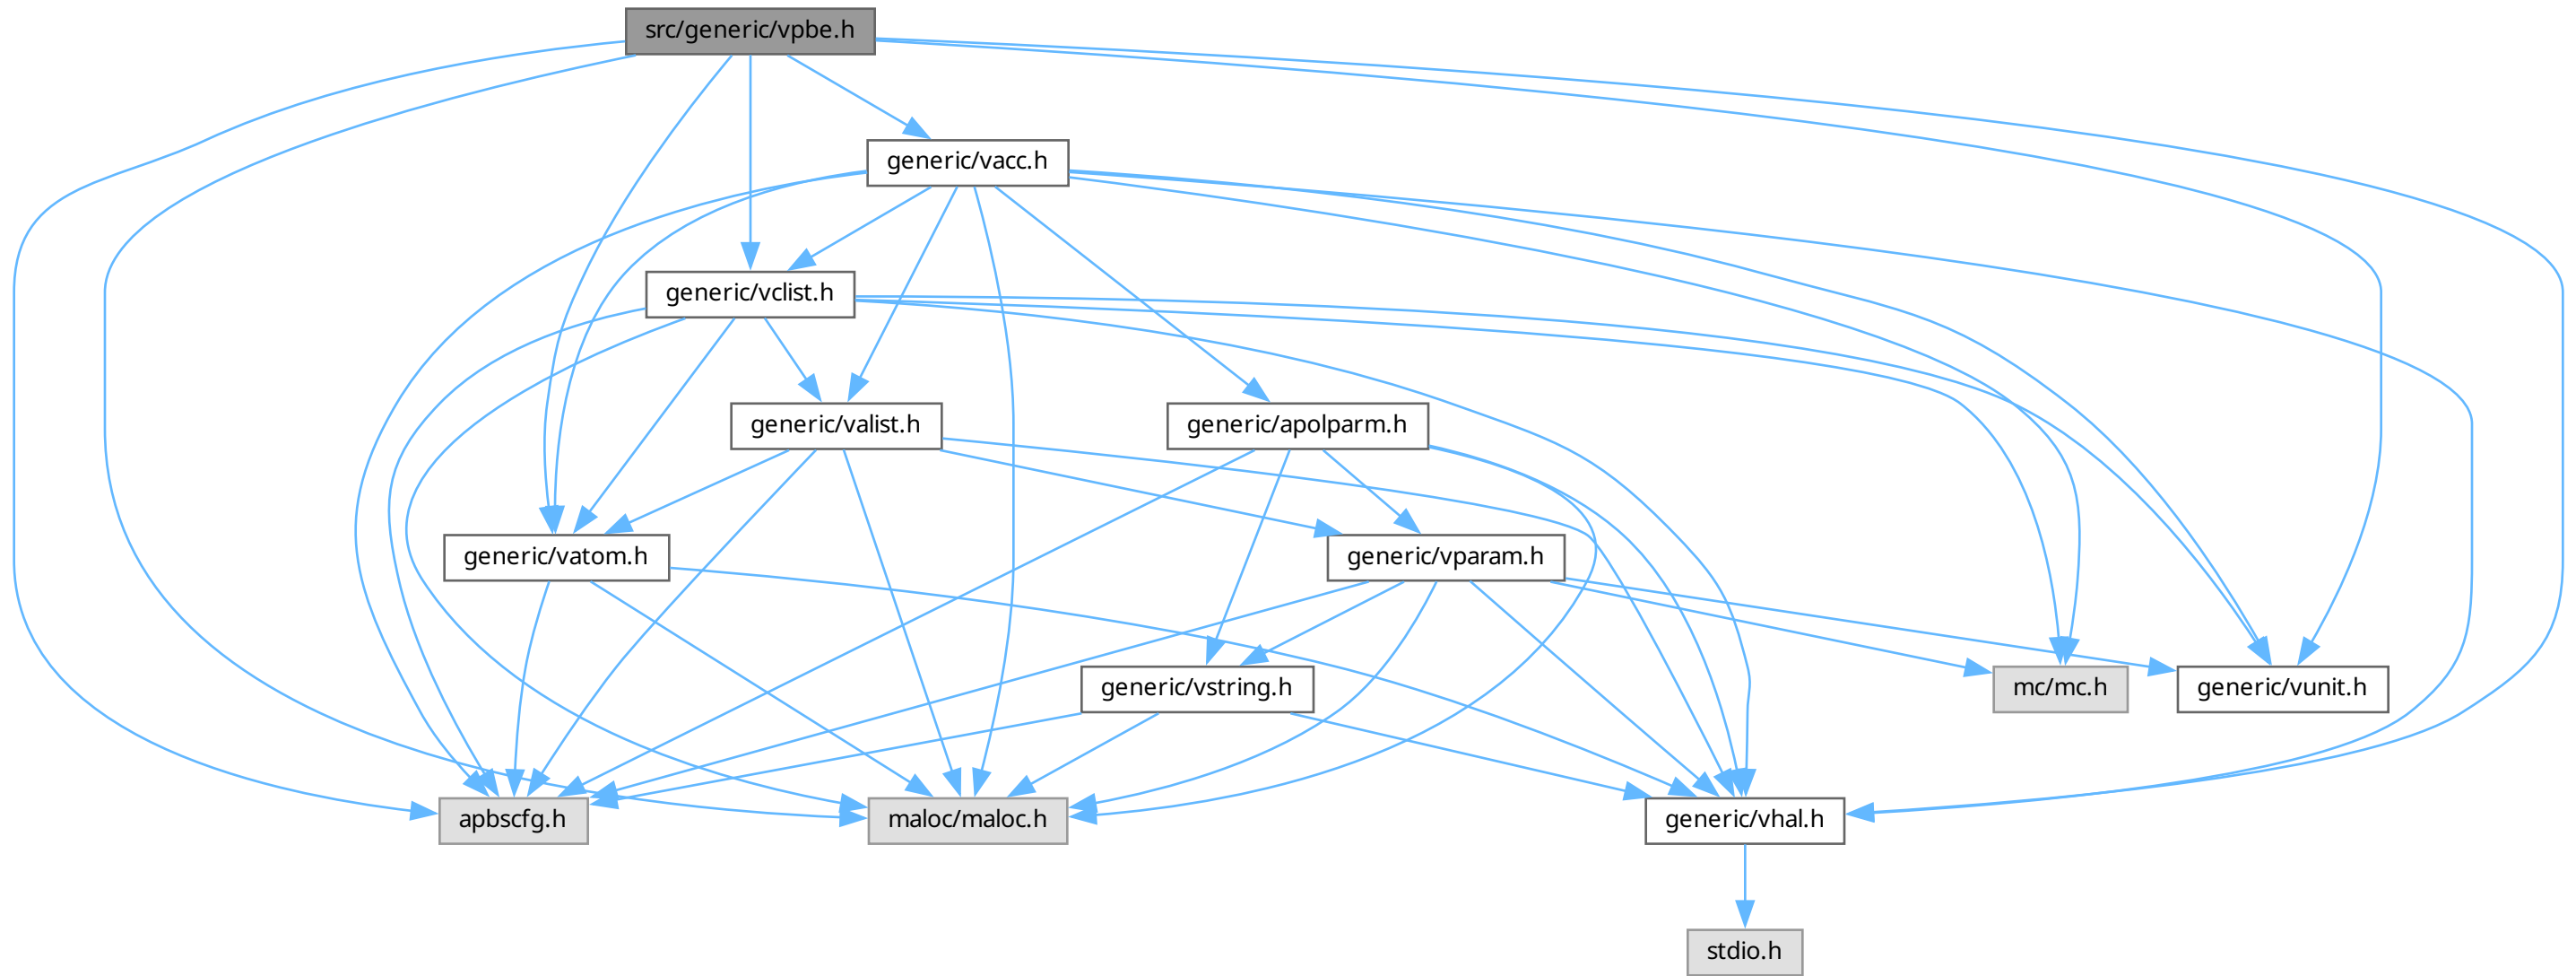 src/generic/vpbe.h
generic/vacc.h
generic/vclist.h
generic/valist.h
generic/apolparm.h
generic/vatom.h
generic/vparam.h
generic/vstring.h
mc/mc.h
generic/vunit.h
apbscfg.h
maloc/maloc.h
generic/vhal.h
stdio.h